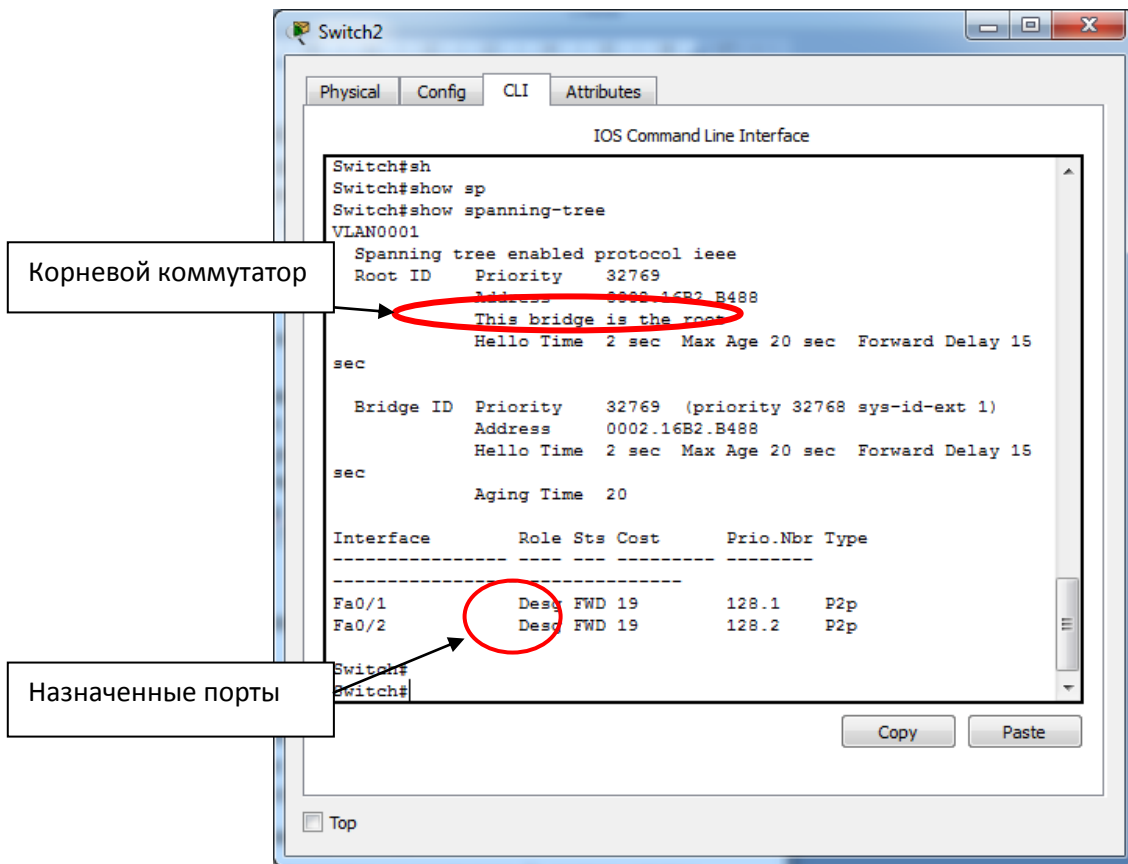 Switch2
Physical Config CLI Attributes
IOS Command Line Interface
Switch#sh
Switch#show sp
Switch#show spanning-tree
VLAN0001
Spanning tree enabled protocol ieee
Root ID Priority 32769
Address 0002.16B2.B488
This bridge is the root
Hello Time 2 sec Max Age 20 sec Forward Delay 15
sec
Bridge ID Priority 32769 (priority 32768 sys-id-ext 1)
Address 0002.16B2.B488
Hello Time 2 sec Max Age 20 sec Forward Delay 15
sec
Aging Time 20
Interface Role Sts Cost Prio.Nbr Type
---------------- ---- --- --------- --------
--------------------------------
Fa0/1 Desg FWD 19 128.1 P2p
Fa0/2 Desg FWD 19 128.2 P2p
Switch#
Switch#
Корневой коммутатор
Назначенные порты
Copy Paste
Top